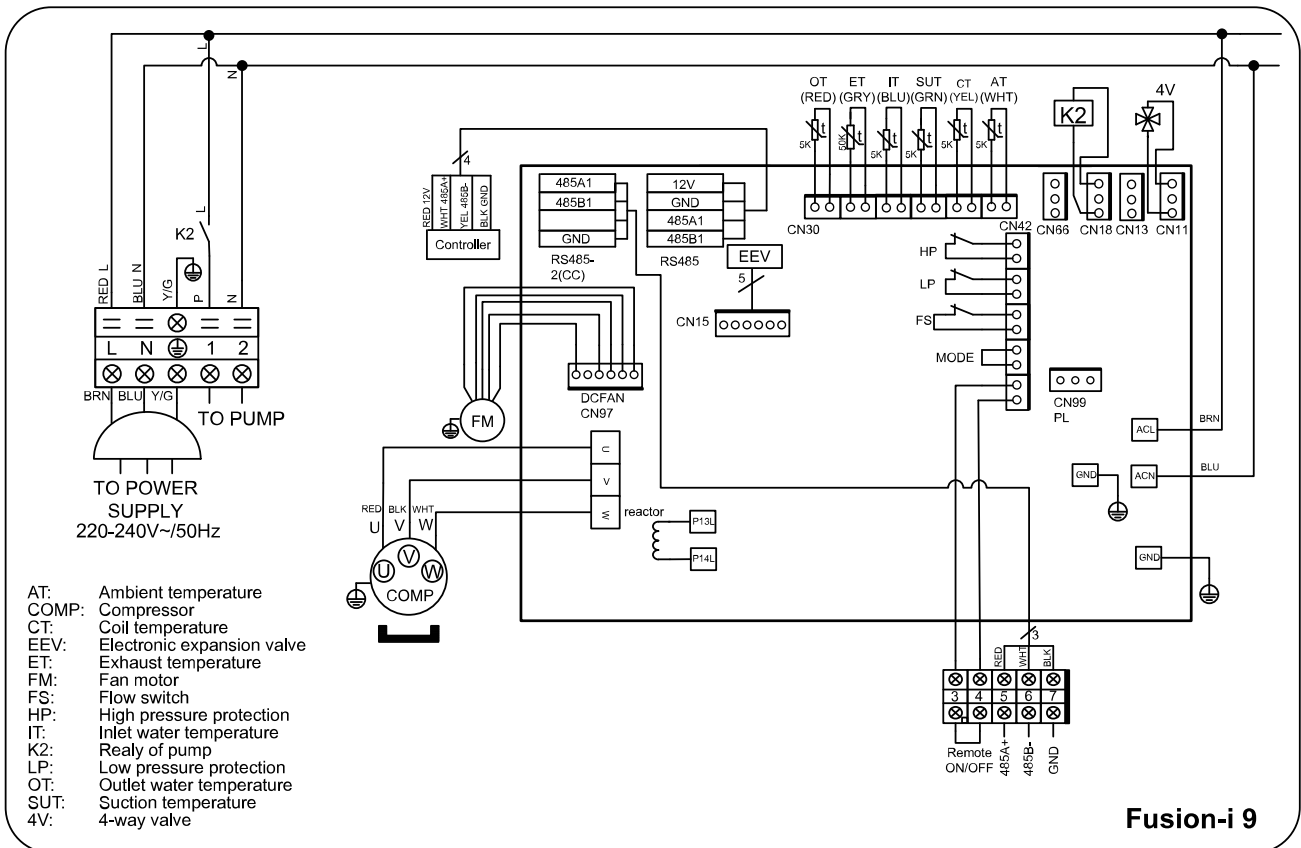 L
N
OT ET IT SUT CT AT
(RED) (GRY) (BLU) (GRN) (YEL) (WHT)
t t t t t t
5K 50K 5K 5K 5K 5K
K2
4V
4
RED 12V
WHT 485A+
YEL 485B-
BLK GND
Controller
485A1
485B1
GND
RS485-
2(CC)
12V
GND
485A1
485B1
RS485
EEV
5
CN15
CN30
CN42
CN66 CN18 CN13 CN11
HP
LP
FS
MODE
CN99
PL
L
K2
RED L
BLU N
Y/G
P
N
L N 1 2
BRN BLU Y/G
TO PUMP
TO POWER
SUPPLY
220-240V~/50Hz
DCFAN
CN97
FM
U
V
W
reactor
P13L
P14L
RED BLK WHT
U V W
U V W
COMP
ACL
BRN
GND
ACN
BLU
GND
3
RED
WHT
BLK
3 4 5 6 7
Remote
ON/OFF
485A+
485B-
GND
AT: Ambient temperature
COMP: Compressor
CT: Coil temperature
EEV: Electronic expansion valve
ET: Exhaust temperature
FM: Fan motor
FS: Flow switch
HP: High pressure protection
IT: Inlet water temperature
K2: Realy of pump
LP: Low pressure protection
OT: Outlet water temperature
SUT: Suction temperature
4V: 4-way valve
Fusion-i 9